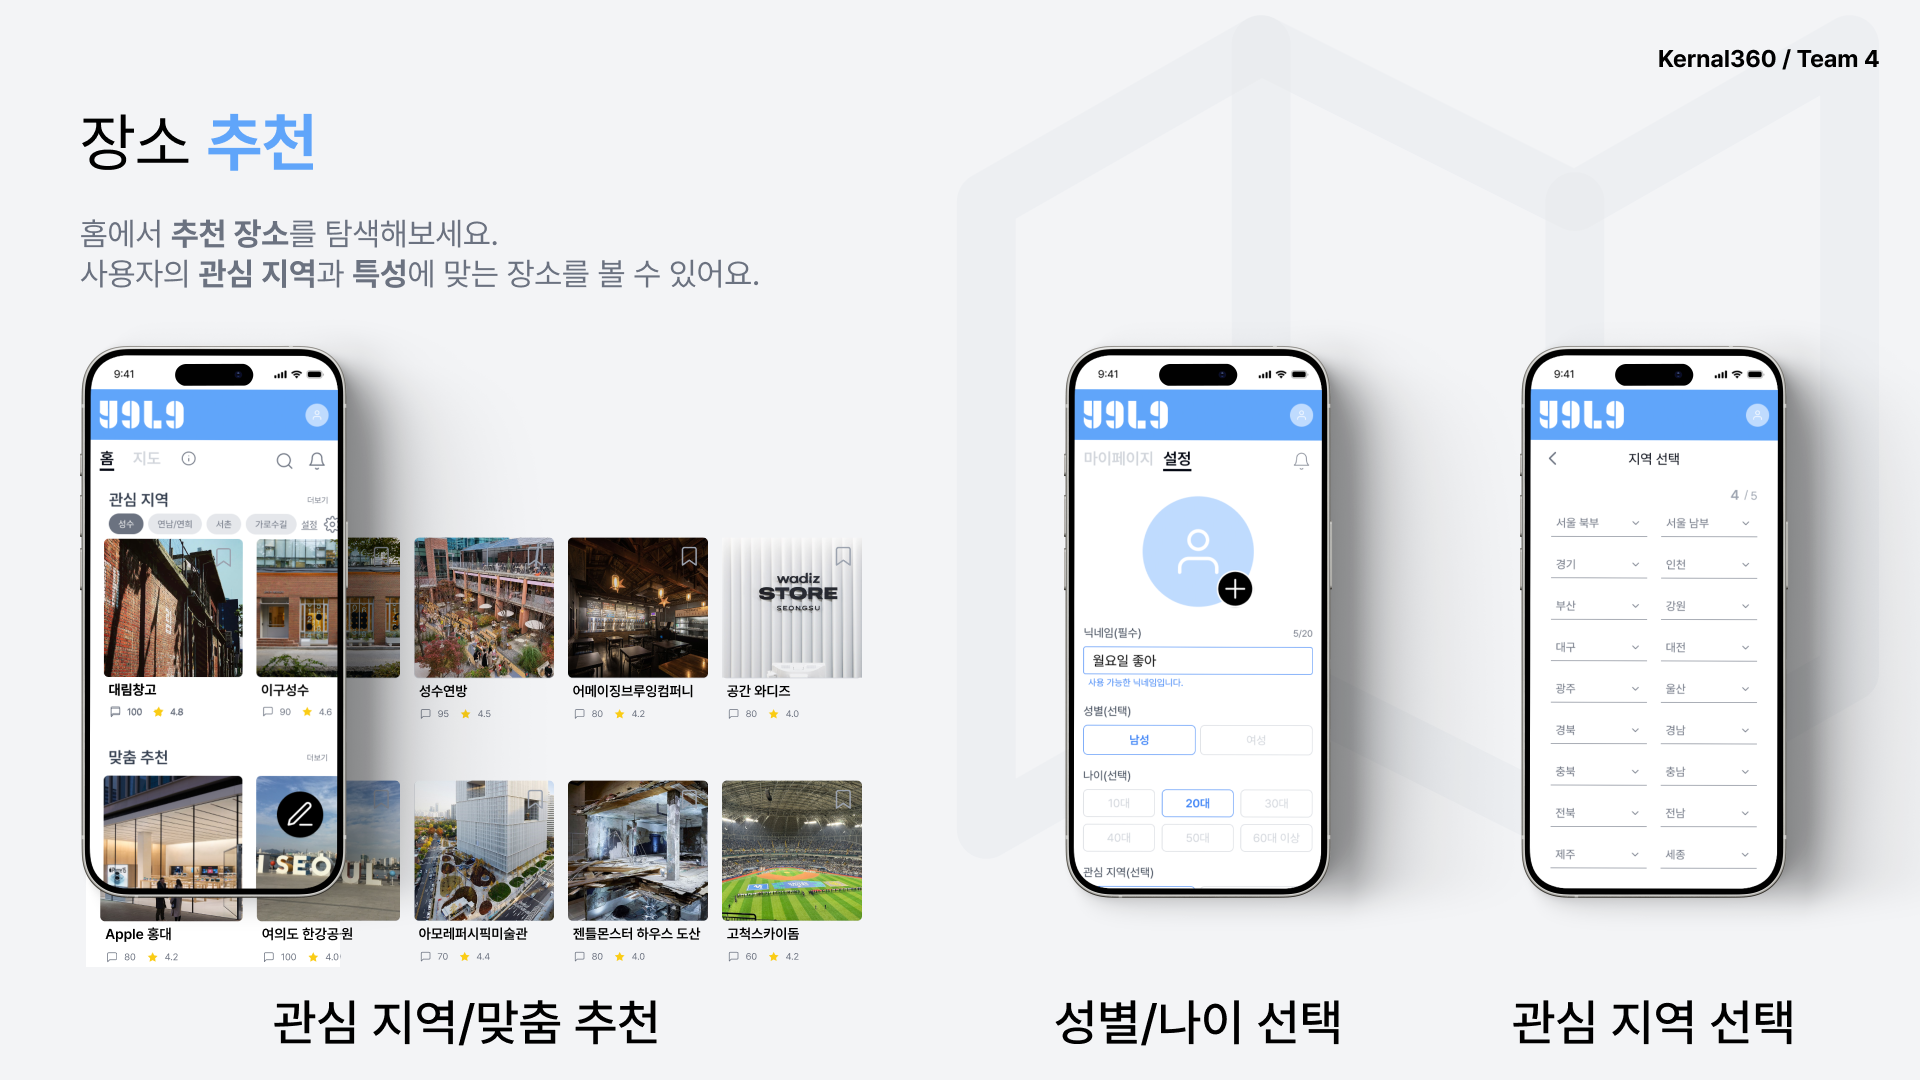 Kernal360 / Team 4
장소 추천
홈에서 추천 장소를 탐색해보세요.
사용자의 관심 지역과 특성에 맞는 장소를 볼 수 있어요.
9:41
홈 지도
관심 지역 더보기
성수 연남/연희 서촌 가로수길 설정
wadiz
STORE
SEONGSU
대림창고 이구성수 성수연방 어메이징브루잉컴퍼니 공간 와디즈
100 4.8 90 4.6 95 4.5 80 4.2 80 4.0
맞춤 추천 더보기
I SEOUL
Apple 홍대 여의도 한강공원 아모레퍼시픽미술관 젠틀몬스터 하우스 도산 고척스카이돔
80 4.2 100 4.0 70 4.4 80 4.0 60 4.2
관심 지역/맞춤 추천
9:41
마이페이지 설정
닉네임(필수) 5/20
월요일 좋아
사용 가능한 닉네임입니다.
성별(선택)
남성 여성
나이(선택)
10대 20대 30대
40대 50대 60대 이상
관심 지역(선택)
성별/나이 선택
9:41
지역 선택
4 / 5
서울 북부 서울 남부
경기 인천
부산 강원
대구 대전
광주 울산
경북 경남
충북 충남
전북 전남
제주 세종
관심 지역 선택